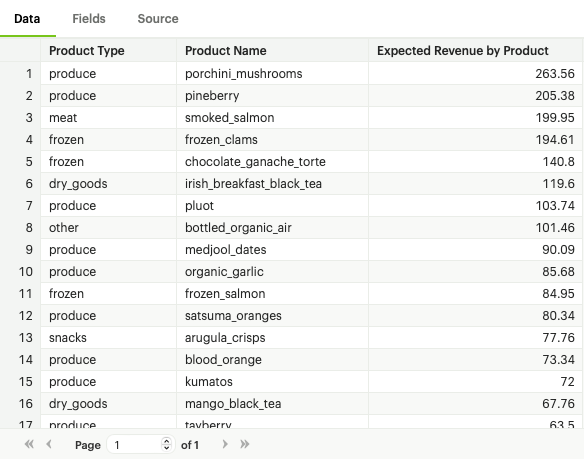 Data Fields Source
Product Type Product Name Expected Revenue by Product
1 produce porchini_mushrooms 263.56
2 produce pineberry 205.38
3 meat smoked_salmon 199.95
4 frozen frozen_clams 194.61
5 frozen chocolate_ganache_torte 140.8
6 dry_goods irish_breakfast_black_tea 119.6
7 produce pluot 103.74
8 other bottled_organic_air 101.46
9 produce medjool_dates 90.09
10 produce organic_garlic 85.68
11 frozen frozen_salmon 84.95
12 produce satsuma_oranges 80.34
13 snacks arugula_crisps 77.76
14 produce blood_orange 73.34
15 produce kumatos 72
16 dry_goods mango_black_tea 67.76
17 produce tayberry 63.5
Page 1 of 1